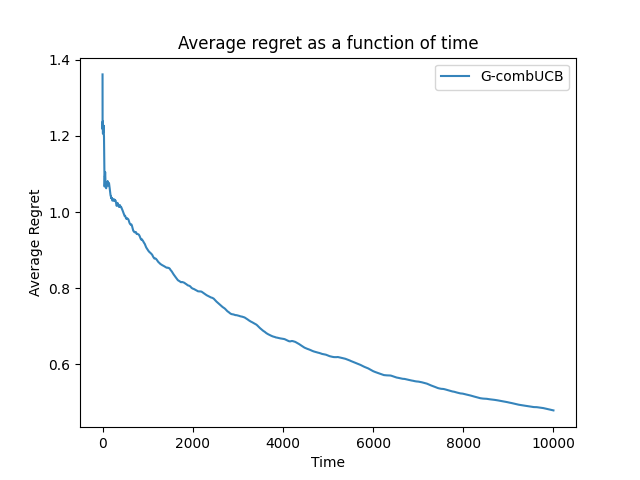 Average regret as a function of time
G-combUCB
1.4
1.2
1.0
0.8
0.6
Average Regret
0 2000 4000 6000 8000 10000
Time